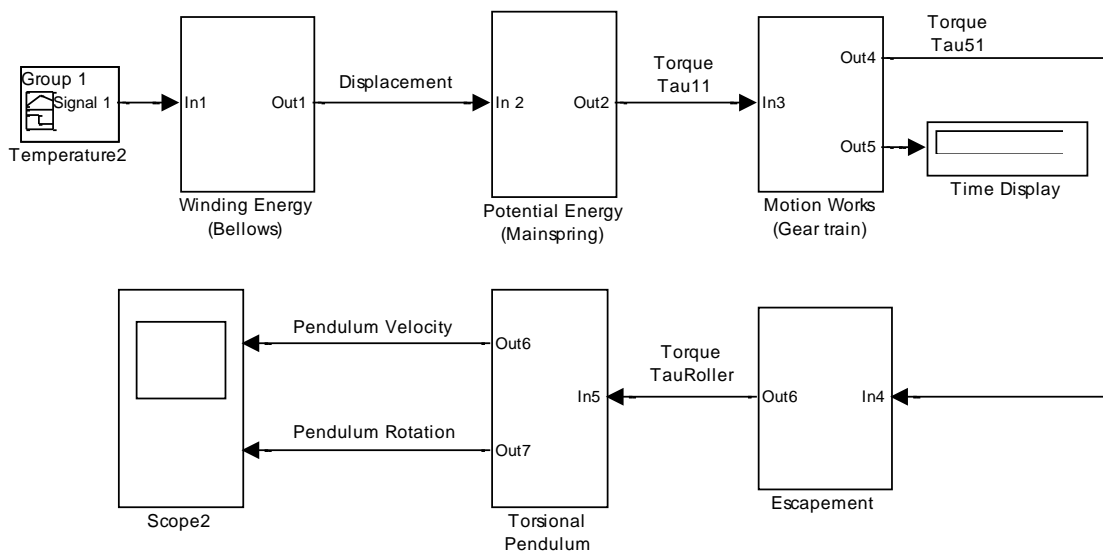 Group 1
Signal 1
Temperature2
In1
Out1
Winding Energy
(Bellows)
Displacement
In 2
Out2
Potential Energy
(Mainspring)
Torque
Tau11
In3
Out4
Out5
Motion Works
(Gear train)
Torque
Tau51
Time Display
Scope2
Pendulum Velocity
Pendulum Rotation
Out6
Out7
In5
Torsional
Pendulum
Torque
TauRoller
Out6
In4
Escapement